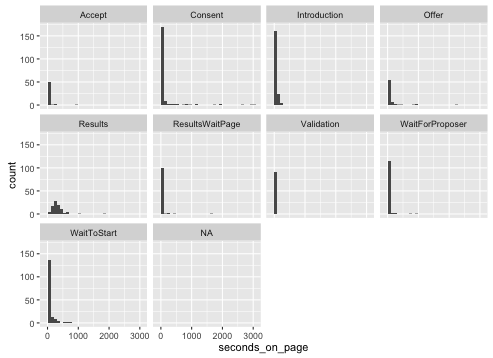 Accept Consent Introduction Offer
150
100
50
0
Results ResultsWaitPage Validation WaitForProposer
150
100
50
0
WaitToStart NA
150
100
50
0
0 1000 2000 3000 0 1000 2000 3000
seconds_on_page
count